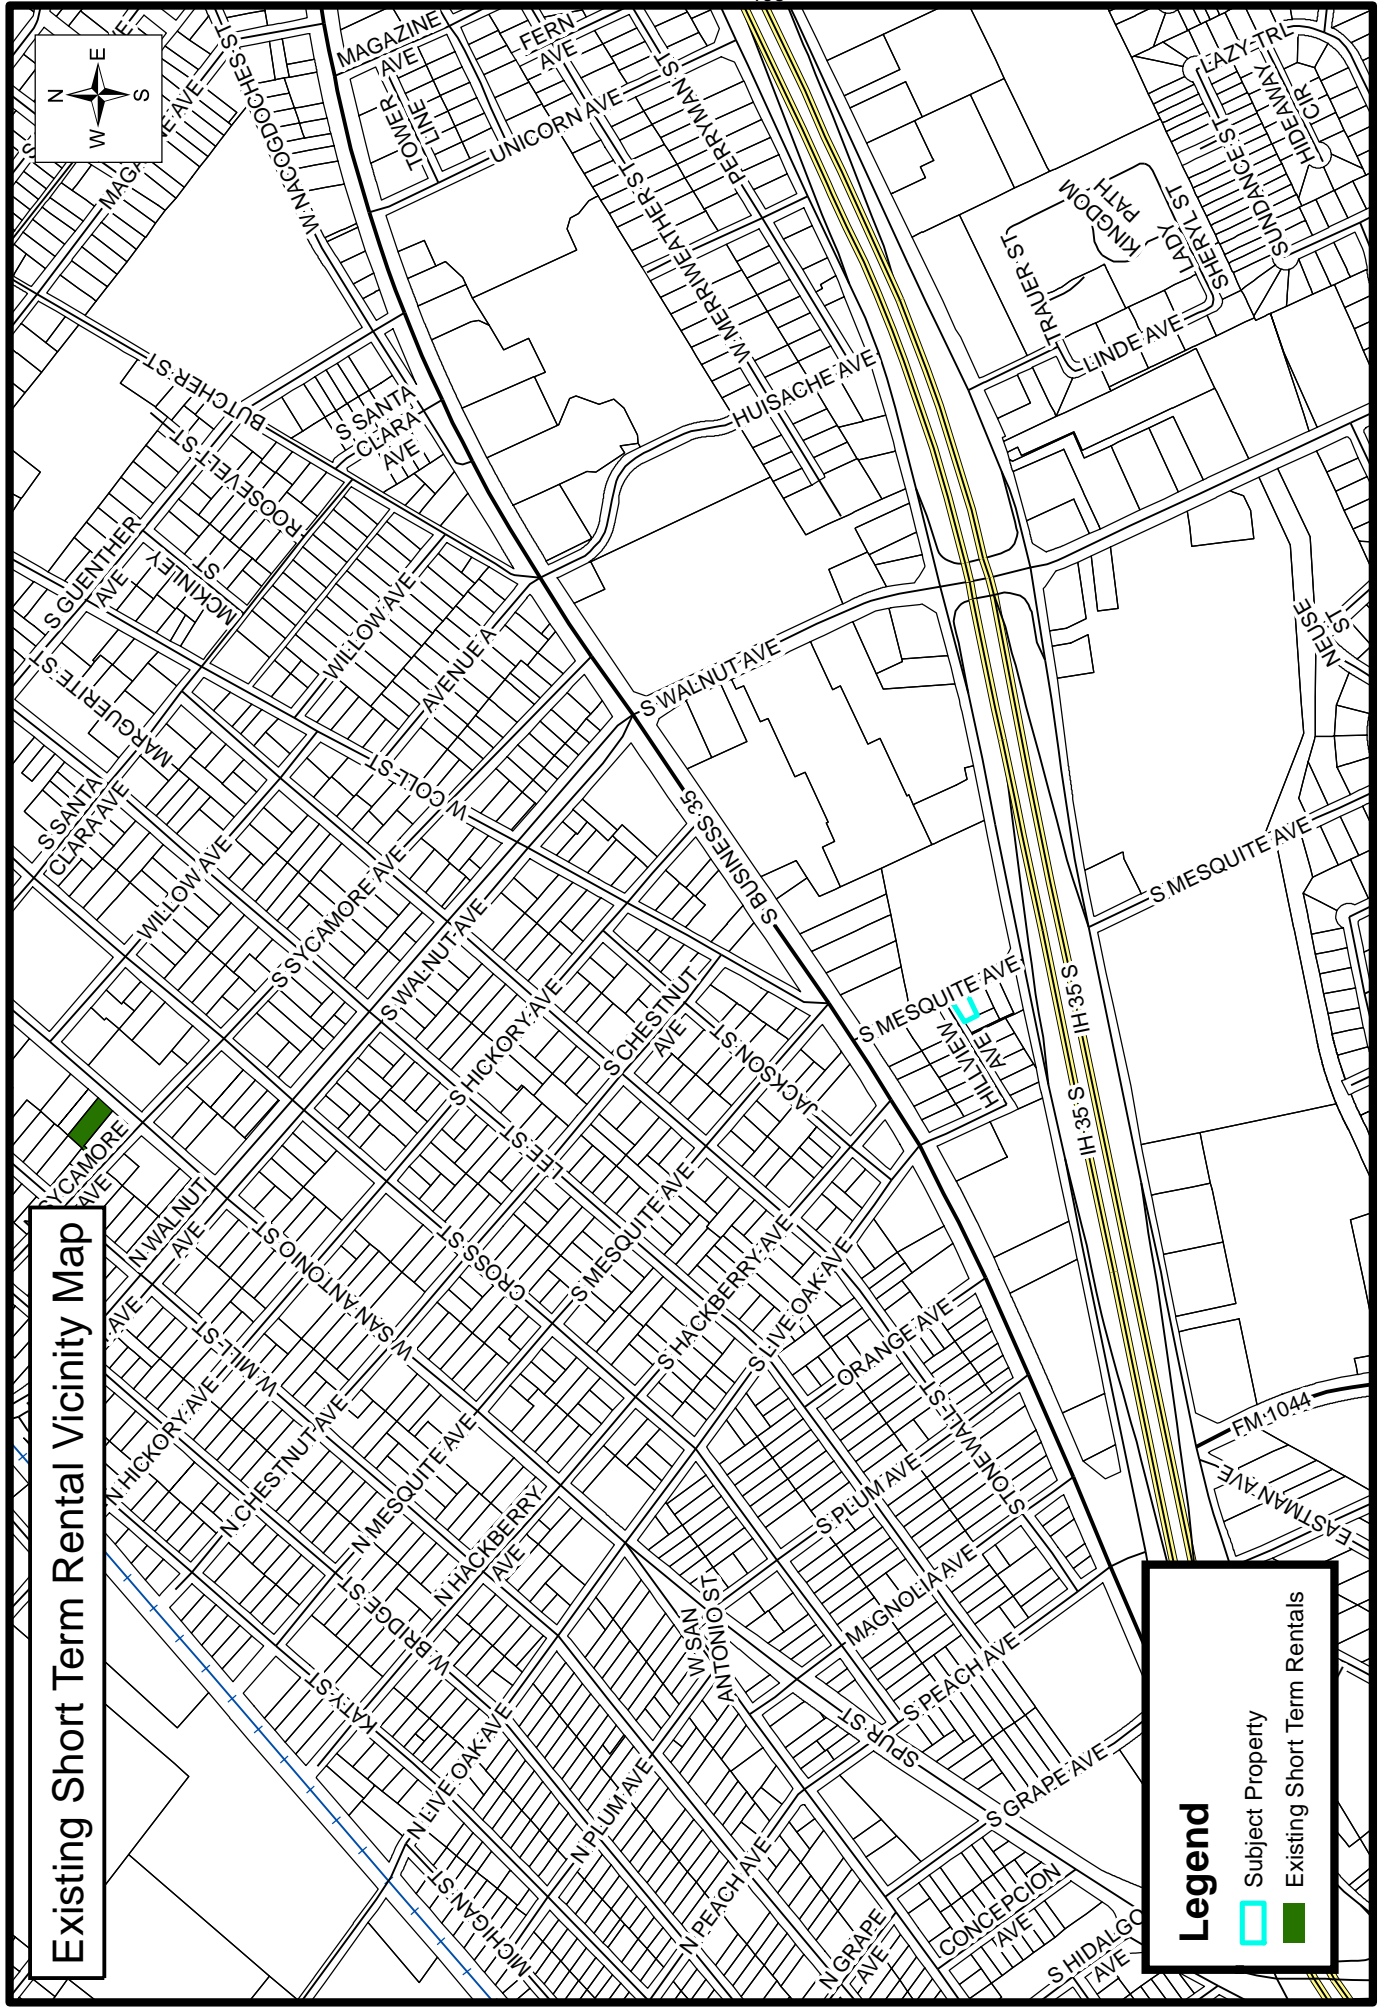 Existing Short Term Rental Vicinity Map
N
E
S
W
MAGAZINE
AVE
W NACOGDOCHES ST
TOWER
LINE
FERN
AVE
UNICORN AVE
PERRYMAN ST
W MERRIWEATHER ST
HUISACHE AVE
LAZY TRL
HIDEAWAY
CIR
SUNDANCE ST
KINGDOM
PATH
LADY
SHERYL ST
TRAUER ST
LINDE AVE
BUTCHER ST
ROOSEVELT ST
S SANTA
CLARA AVE
S GUENTHER
AVE
MCKINLEY
ST
WILLOW AVE
AVENUE A
MARGUERITE ST
W COLL ST
S WALNUT AVE
S SANTA
CLARA AVE
WILLOW AVE
S SYCAMORE AVE
S WALNUT AVE
S BUSINESS 35
NEUSE
ST
S MESQUITE AVE
S HICKORY AVE
S CHESTNUT
AVE
JACKSON ST
S MESQUITE AVE
HILLVIEW
AVE
IH 35 S
IH 35 S
LEE ST
S MESQUITE AVE
SYCAMORE
AVE
N WALNUT
AVE
AVE
W SAN ANTONIO ST
CROSS ST
S HACKBERRY AVE
S LIVE OAK AVE
ORANGE AVE
W MILL ST
N HICKORY AVE
N CHESTNUT AVE
N MESQUITE AVE
N HACKBERRY
AVE
STONEWALL ST
S PLUM AVE
FM 1044
EASTMAN AVE
W BRIDGE ST
W SAN
ANTONIO ST
MAGNOLIA AVE
S PEACH AVE
KATY ST
N LIVE OAK AVE
SPUR ST
S GRAPE AVE
N PLUM AVE
N PEACH AVE
MICHIGAN ST
N GRAPE
AVE
CONCEPCION
AVE
S HIDALGO
AVE
Legend
Subject Property
Existing Short Term Rentals